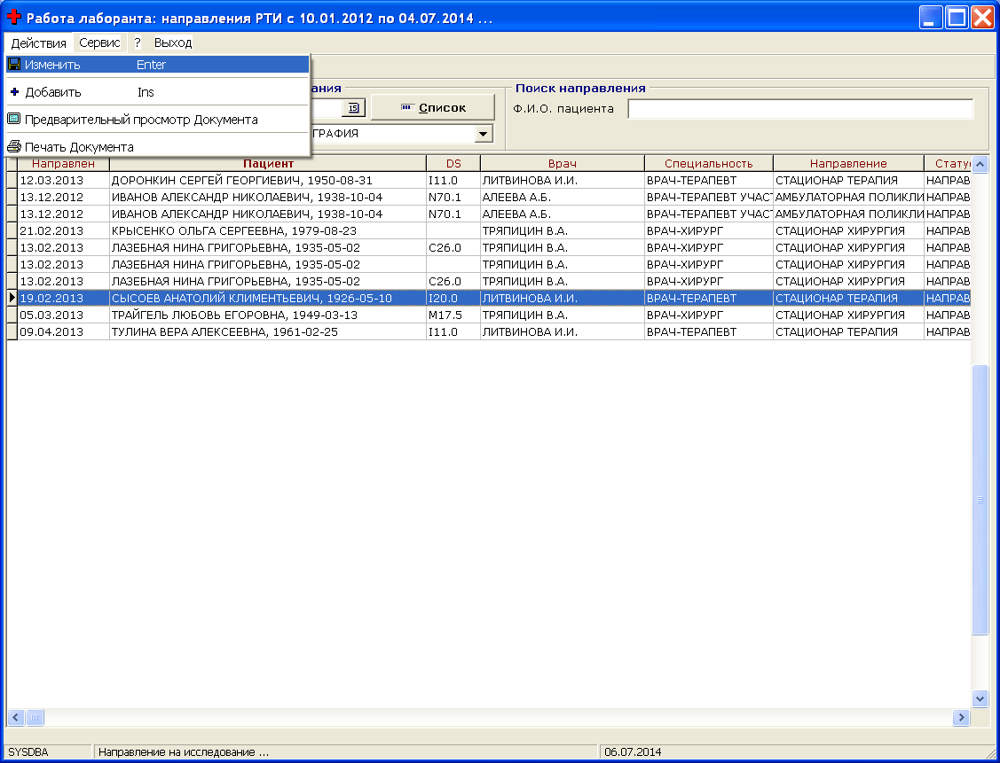 Работа лаборанта: направления РТИ с 10.01.2012 по 04.07.2014 ...
Действия Сервис ? Выход
Изменить Enter
Добавить Ins
Предварительный просмотр Документа
Печать Документа
ания
15 Список
ГРАФИЯ
Поиск направления
Ф.И.О. пациента
Направлен Пациент DS Врач Специальность Направление Стату
12.03.2013 ДОРОНКИН СЕРГЕЙ ГЕОРГИЕВИЧ, 1950-08-31 I11.0 ЛИТВИНОВА И.И. ВРАЧ-ТЕРАПЕВТ СТАЦИОНАР ТЕРАПИЯ НАПРАВ
13.12.2012 ИВАНОВ АЛЕКСАНДР НИКОЛАЕВИЧ, 1938-10-04 N70.1 АЛЕЕВА А.Б. ВРАЧ-ТЕРАПЕВТ УЧАСТ АМБУЛАТОРНАЯ ПОЛИКЛИ НАПРАВ
13.12.2012 ИВАНОВ АЛЕКСАНДР НИКОЛАЕВИЧ, 1938-10-04 N70.1 АЛЕЕВА А.Б. ВРАЧ-ТЕРАПЕВТ УЧАСТ АМБУЛАТОРНАЯ ПОЛИКЛИ НАПРАВ
21.02.2013 КРЫСЕНКО ОЛЬГА СЕРГЕЕВНА, 1979-08-23 ТРЯПИЦИН В.А. ВРАЧ-ХИРУРГ СТАЦИОНАР ХИРУРГИЯ НАПРАВ
13.02.2013 ЛАЗЕБНАЯ НИНА ГРИГОРЬЕВНА, 1935-05-02 C26.0 ТРЯПИЦИН В.А. ВРАЧ-ХИРУРГ СТАЦИОНАР ХИРУРГИЯ НАПРАВ
13.02.2013 ЛАЗЕБНАЯ НИНА ГРИГОРЬЕВНА, 1935-05-02 ТРЯПИЦИН В.А. ВРАЧ-ХИРУРГ СТАЦИОНАР ХИРУРГИЯ НАПРАВ
13.02.2013 ЛАЗЕБНАЯ НИНА ГРИГОРЬЕВНА, 1935-05-02 C26.0 ТРЯПИЦИН В.А. ВРАЧ-ХИРУРГ СТАЦИОНАР ХИРУРГИЯ НАПРАВ
19.02.2013 СЫСОЕВ АНАТОЛИЙ КЛИМЕНТЬЕВИЧ, 1926-05-10 I20.0 ЛИТВИНОВА И.И. ВРАЧ-ТЕРАПЕВТ СТАЦИОНАР ТЕРАПИЯ НАПРАВ
05.03.2013 ТРАЙГЕЛЬ ЛЮБОВЬ ЕГОРОВНА, 1949-03-13 M17.5 ТРЯПИЦИН В.А. ВРАЧ-ХИРУРГ СТАЦИОНАР ХИРУРГИЯ НАПРАВ
09.04.2013 ТУЛИНА ВЕРА АЛЕКСЕЕВНА, 1961-02-25 I11.0 ЛИТВИНОВА И.И. ВРАЧ-ТЕРАПЕВТ СТАЦИОНАР ТЕРАПИЯ НАПРАВ
SYSDBA Направление на исследование ... 06.07.2014